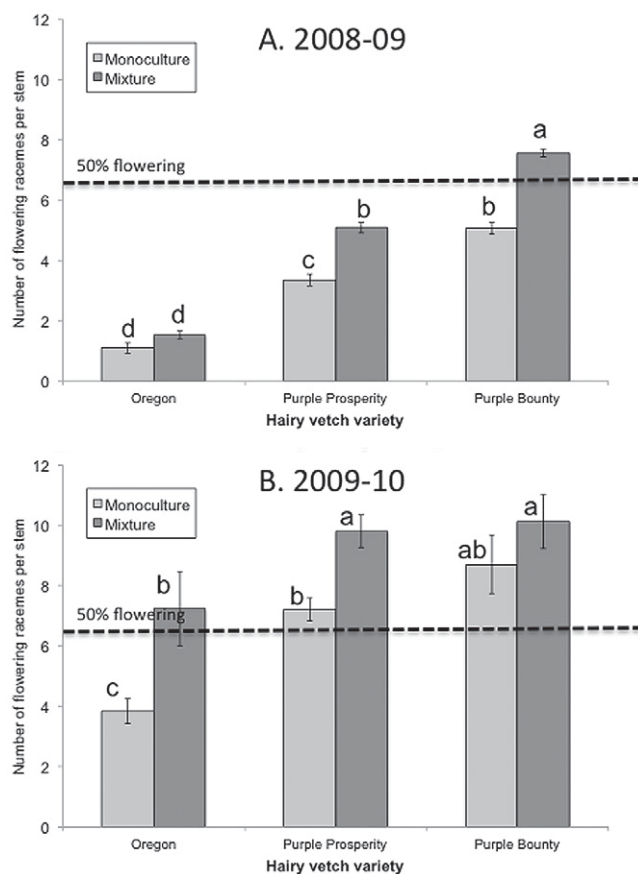 A. 2008-09
12
10
8
6
4
2
0
Number of flowering racemes per stem
Monoculture
Mixture
50% flowering
d
d
c
b
b
a
Oregon
Purple Prosperity
Purple Bounty
Hairy vetch variety
B. 2009-10
12
10
8
6
4
2
0
Number of flowering racemes per stem
Monoculture
Mixture
50% flowering
c
b
b
a
ab
a
Oregon
Purple Prosperity
Purple Bounty
Hairy vetch variety